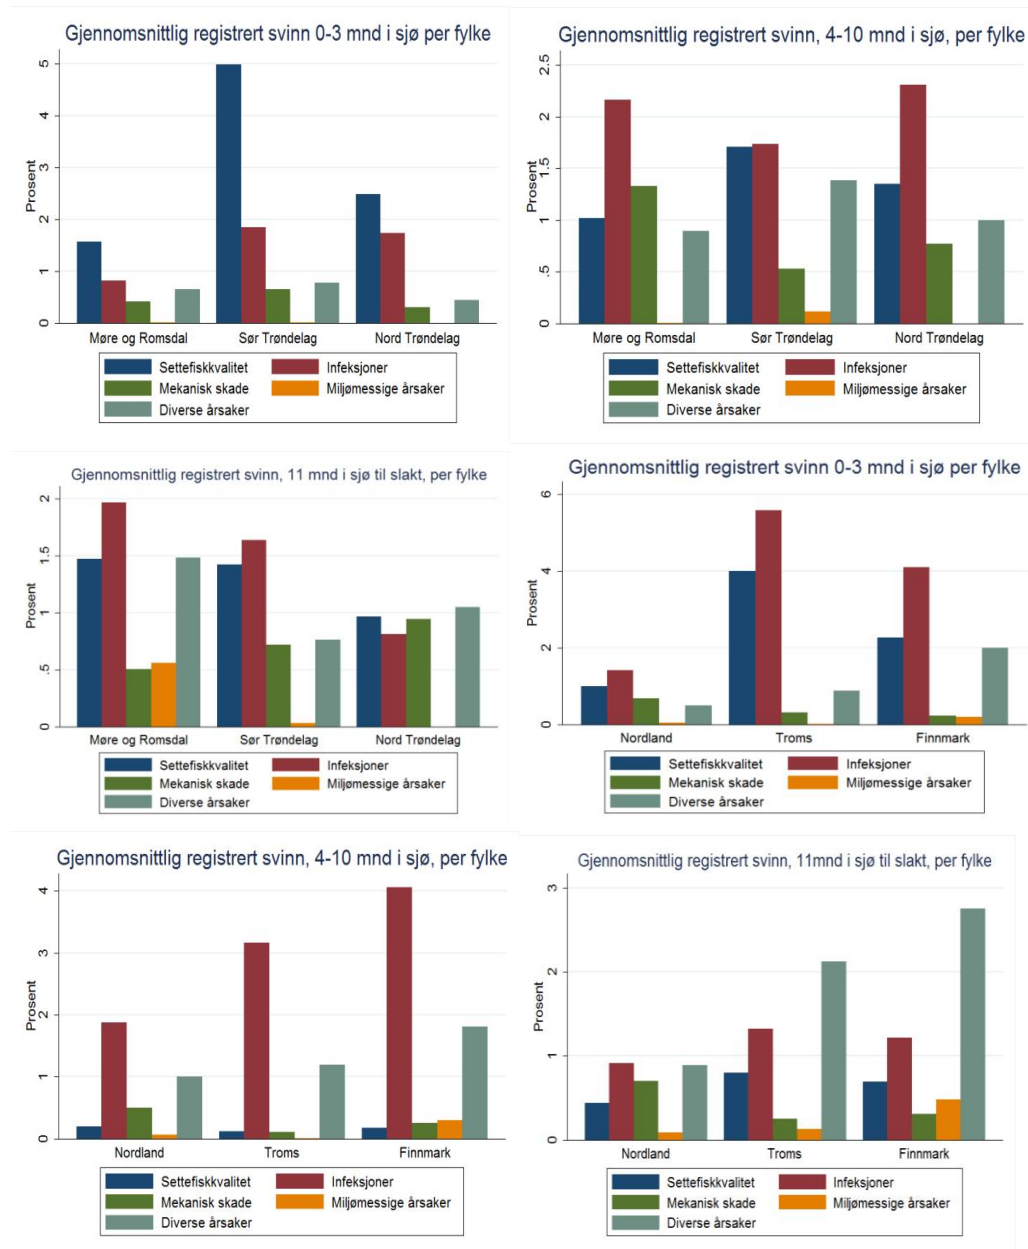 Gjennomsnittlig registrert svinn 0-3 mnd i sjø per fylke
Prosent
5
4
3
2
1
0
Møre og Romsdal Sør Trøndelag Nord Trøndelag
Settefiskkvalitet Infeksjoner
Mekanisk skade Miljømessige årsaker
Diverse årsaker
Gjennomsnittlig registrert svinn, 4-10 mnd i sjø, per fylke
Prosent
2.5
2
1.5
1
.5
0
Møre og Romsdal Sør Trøndelag Nord Trøndelag
Settefiskkvalitet Infeksjoner
Mekanisk skade Miljømessige årsaker
Diverse årsaker
Gjennomsnittlig registrert svinn, 11 mnd i sjø til slakt, per fylke
Prosent
2
1.5
1
.5
0
Møre og Romsdal Sør Trøndelag Nord Trøndelag
Settefiskkvalitet Infeksjoner
Mekanisk skade Miljømessige årsaker
Diverse årsaker
Gjennomsnittlig registrert svinn 0-3 mnd i sjø per fylke
Prosent
6
4
2
0
Nordland Troms Finnmark
Settefiskkvalitet Infeksjoner
Mekanisk skade Miljømessige årsaker
Diverse årsaker
Gjennomsnittlig registrert svinn, 4-10 mnd i sjø, per fylke
Prosent
4
3
2
1
0
Nordland Troms Finnmark
Settefiskkvalitet Infeksjoner
Mekanisk skade Miljømessige årsaker
Diverse årsaker
Gjennomsnittlig registrert svinn, 11mnd i sjø til slakt, per fylke
Prosent
3
2
1
0
Nordland Troms Finnmark
Settefiskkvalitet Infeksjoner
Mekanisk skade Miljømessige årsaker
Diverse årsaker